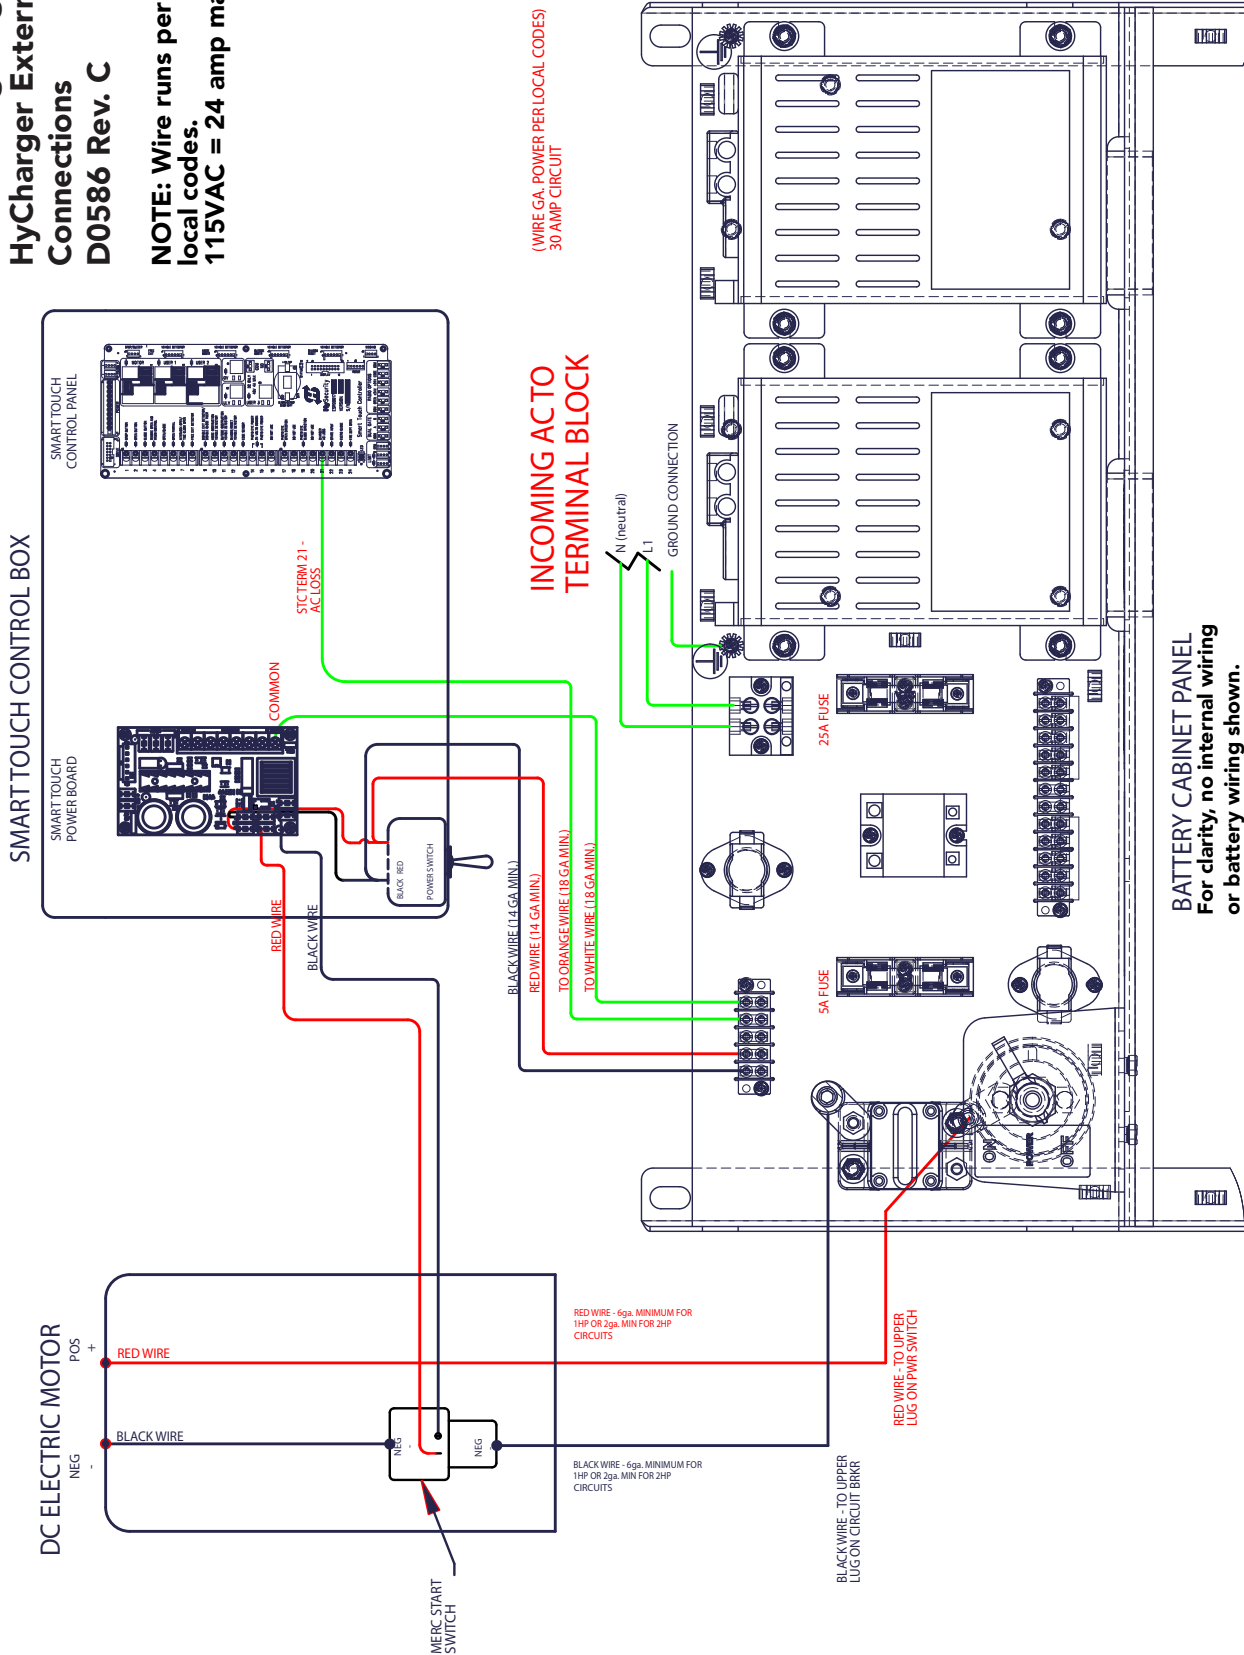 HyCharger Extern
Connections
D0586 Rev. C
NOTE: Wire runs per
local codes.
115VAC = 24 amp ma
SMART TOUCH CONTROL BOX
SMART TOUCH
CONTROL PANEL
SMART TOUCH
POWER BOARD
STC TERM 21 -
AC LOSS
COMMON
BLACK RED
POWER SWITCH
RED WIRE
BLACK WIRE
BLACK WIRE (14 GA MIN.)
RED WIRE (14 GA MIN.)
TO ORANGE WIRE (18 GA MIN.)
TO WHITE WIRE (18 GA MIN.)
(WIRE GA. POWER PER LOCAL CODES)
30 AMP CIRCUIT
INCOMING AC TO
TERMINAL BLOCK
N (neutral)
L1
GROUND CONNECTION
25A FUSE
5A FUSE
ON
POWER
OFF
BATTERY CABINET PANEL
For clarity, no internal wiring
or battery wiring shown.
DC ELECTRIC MOTOR
NEG
-
POS
+
RED WIRE
BLACK WIRE
NEG
-
NEG
MERC START
SWITCH
RED WIRE - 6ga. MINIMUM FOR
1HP OR 2ga. MIN FOR 2HP
CIRCUITS
BLACK WIRE - 6ga. MINIMUM FOR
1HP OR 2ga. MIN FOR 2HP
CIRCUITS
RED WIRE - TO UPPER
LUG ON PWR SWITCH
BLACK WIRE - TO UPPER
LUG ON CIRCUIT BRKR
HySecurity
Smart Touch Controller